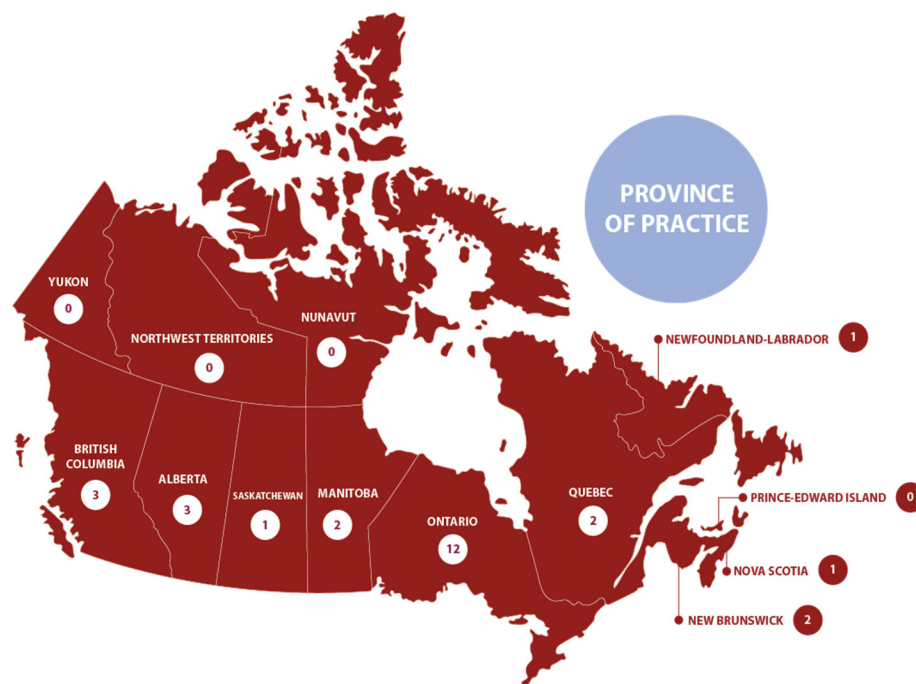 PROVINCE
OF PRACTICE
YUKON
0
NORTHWEST TERRITORIES
0
NUNAVUT
0
NEWFOUNDLAND-LABRADOR 1
BRITISH
COLUMBIA
3
ALBERTA
3
SASKATCHEWAN
1
MANITOBA
2
ONTARIO
12
QUEBEC
2
PRINCE-EDWARD ISLAND 0
NOVA SCOTIA 1
NEW BRUNSWICK 2